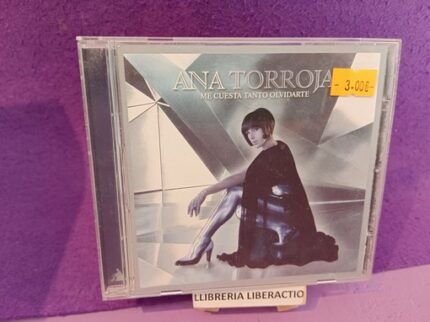 ANA TORROJA
ME CUESTA TANTO OLVIDARTE
- 3.00€-
LLIBRERIA LIBERACTIO